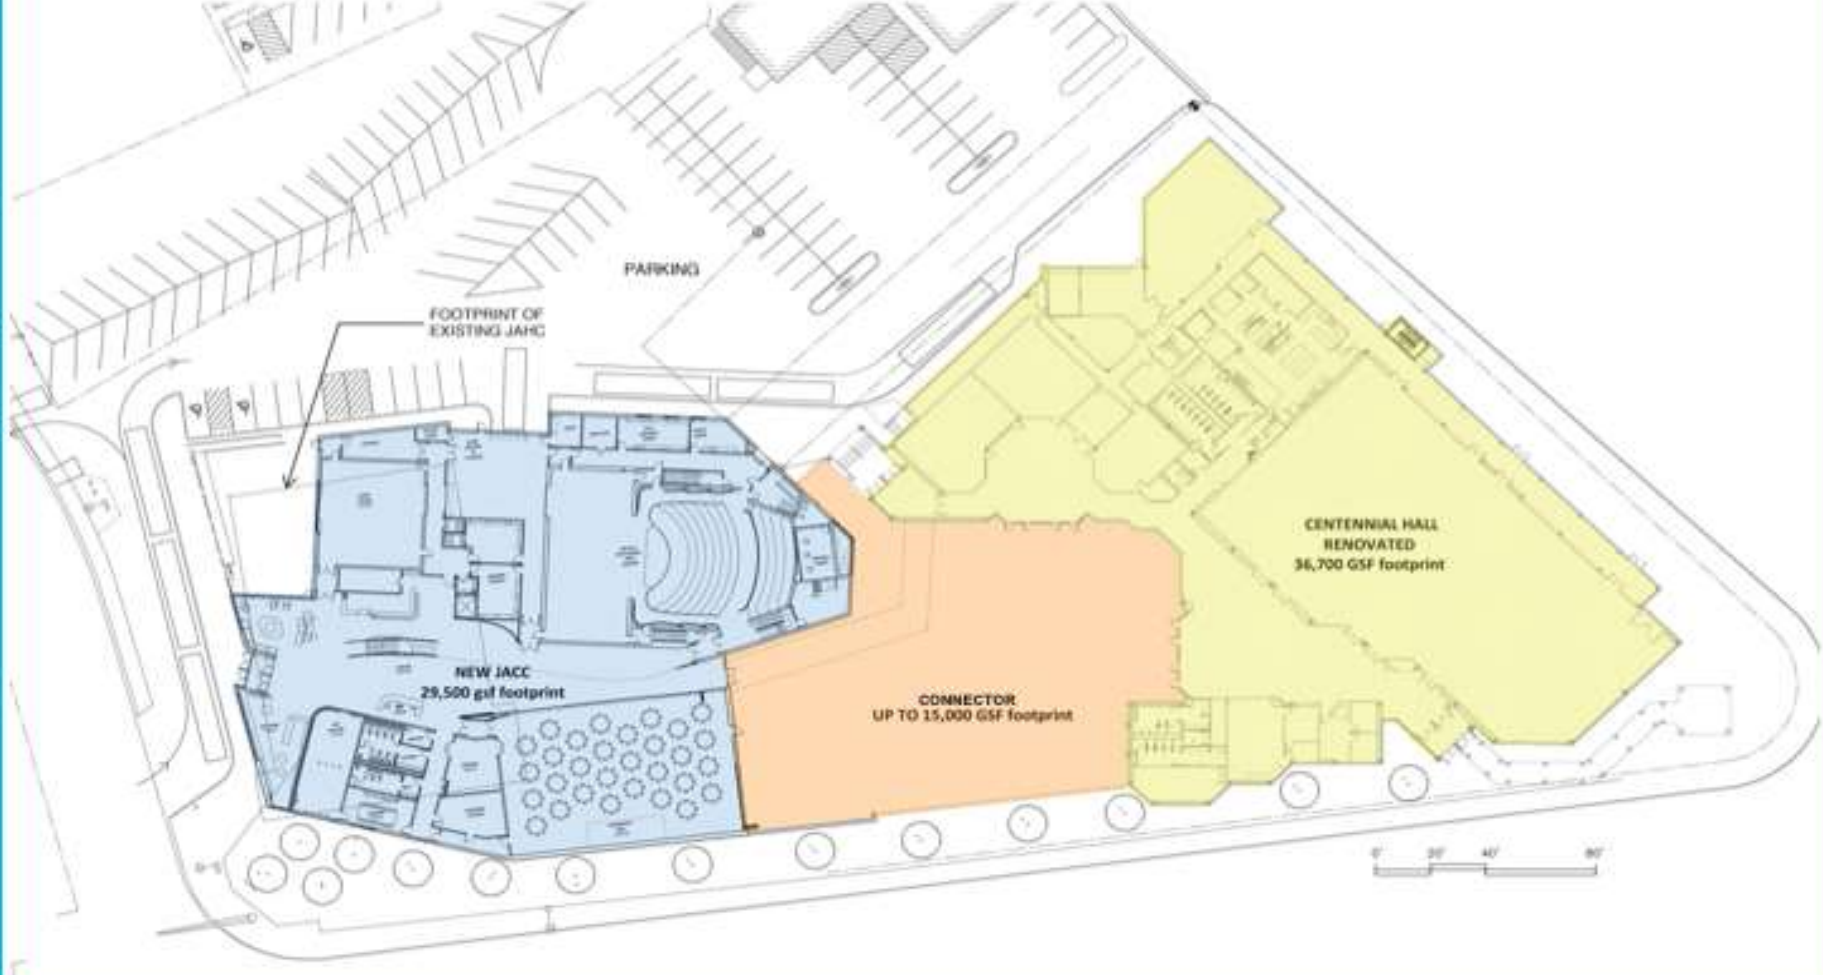 PARKING
FOOTPRINT OF
EXISTING JAHC
CENTENNIAL HALL
RENOVATED
36,700 GSF footprint
NEW JACC
29,500 gsf footprint
CONNECTOR
UP TO 15,000 GSF footprint
0' 20' 40' 80'